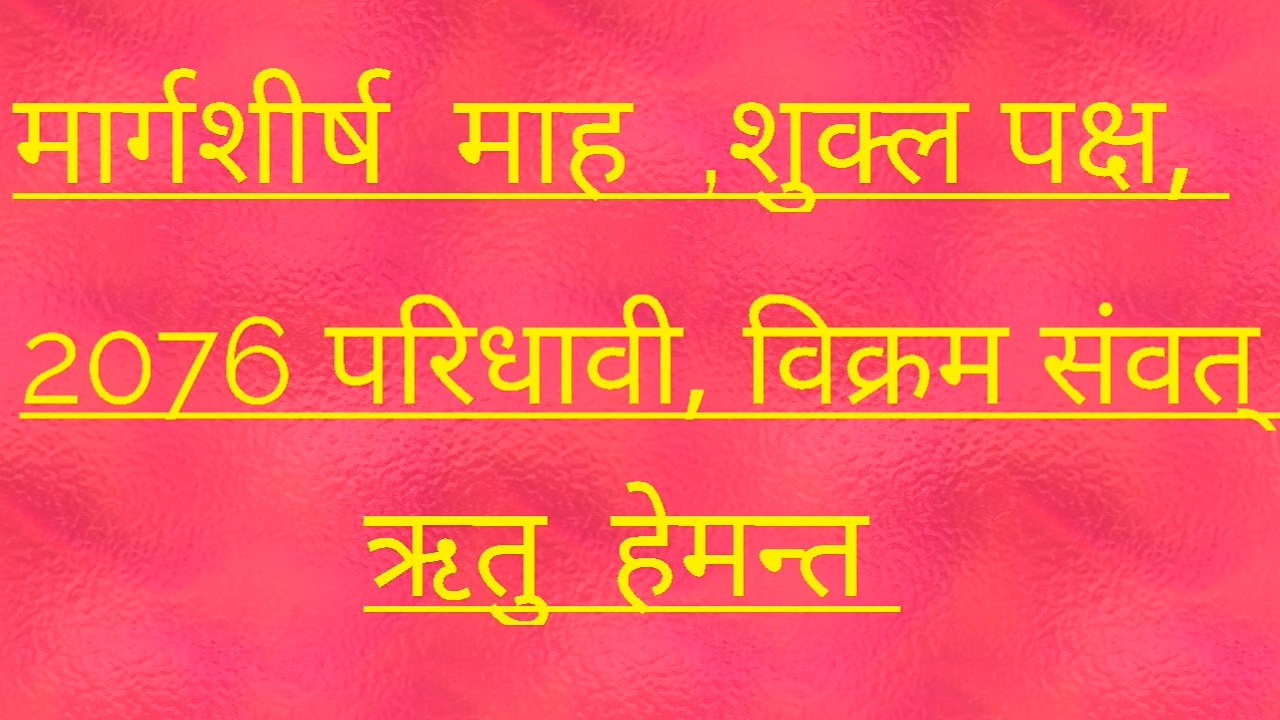 मार्गशीर्ष माह ,शुक्ल पक्ष,
2076 परिधावी, विक्रम संवत्
ऋतु हेमन्त